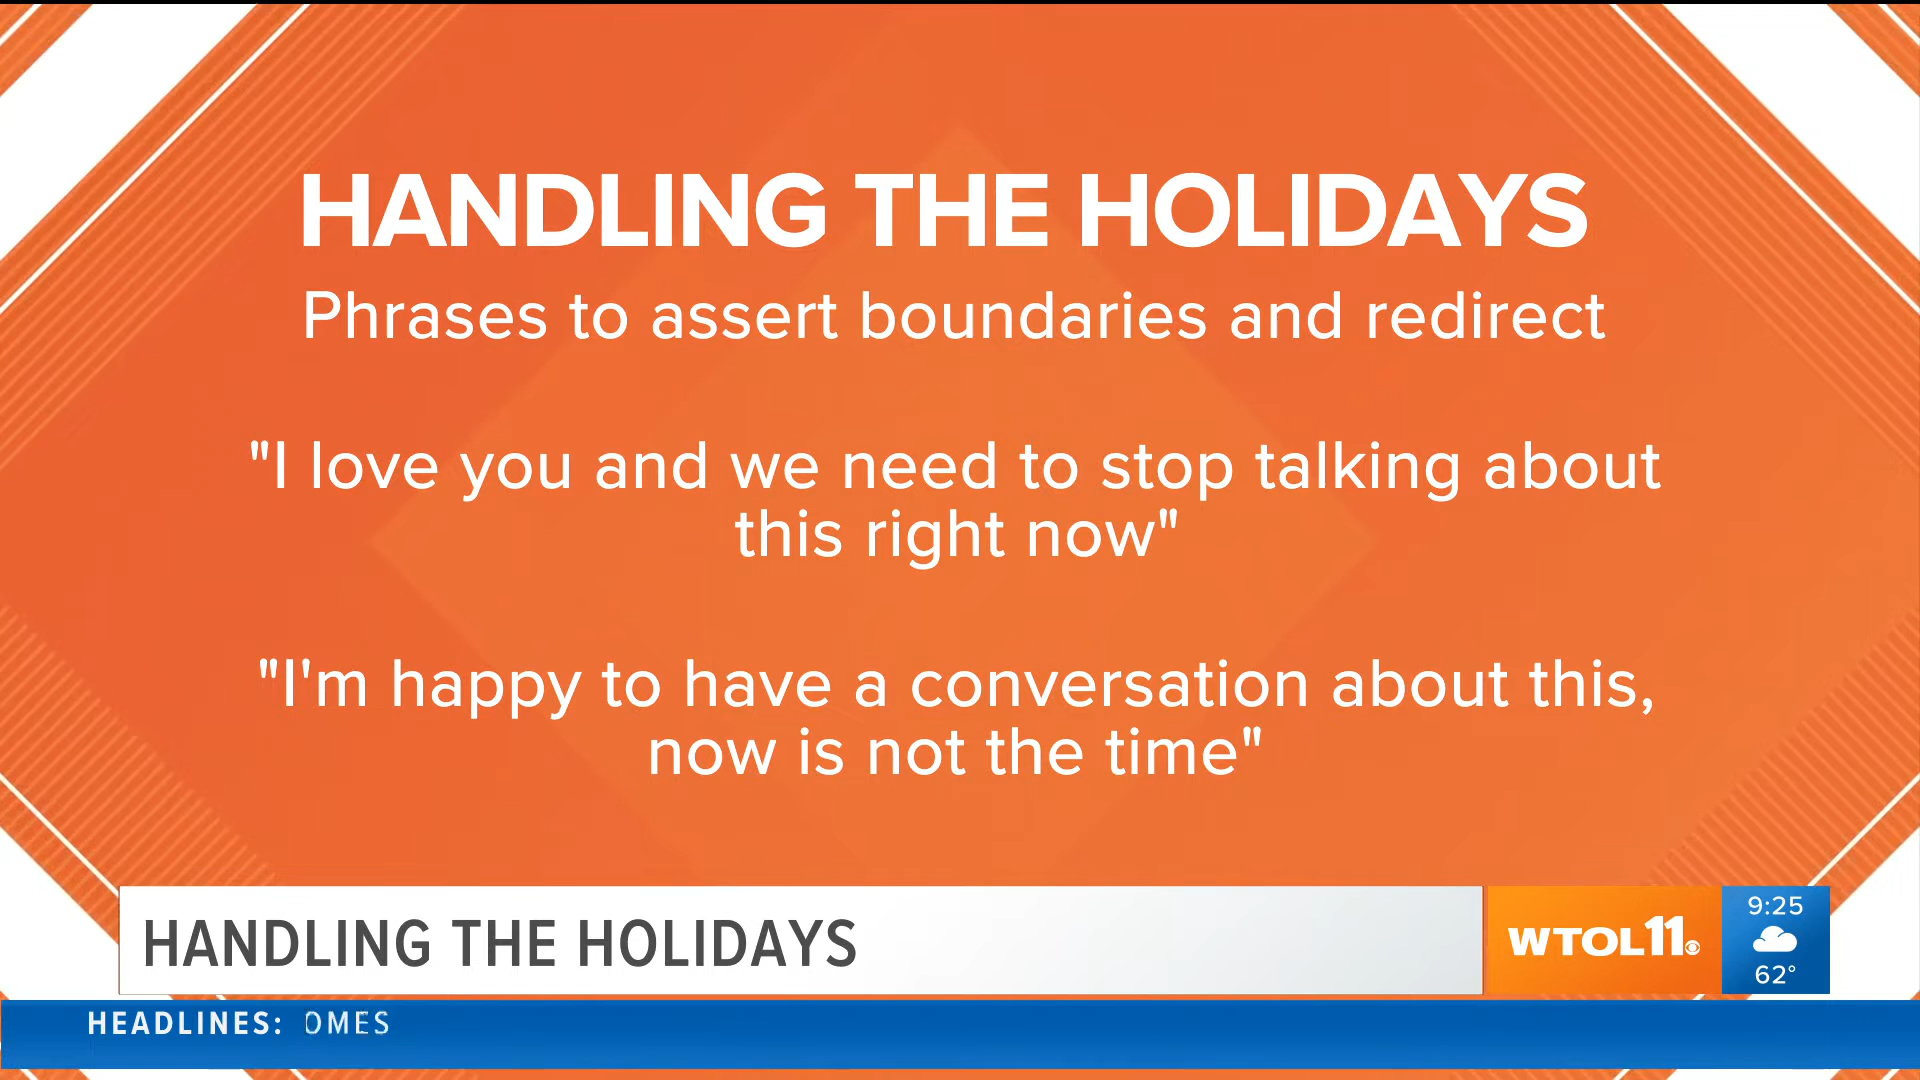 HANDLING THE HOLIDAYS
Phrases to assert boundaries and redirect
"I love you and we need to stop talking about
this right now"
"I'm happy to have a conversation about this,
now is not the time"
HANDLING THE HOLIDAYS
WTOL11
9:25
62°
HEADLINES: OMES